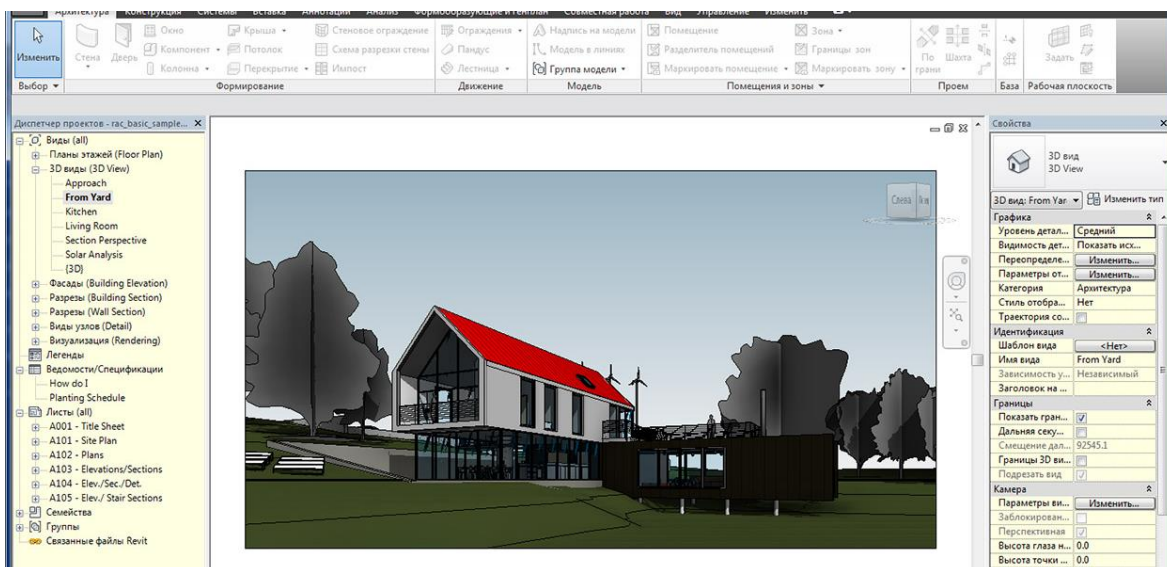 Архитектура Конструкция Системы Вставка Аннотации Анализ Формообразующие и генплан Совместная работа Вид Управление Изменить
Изменить
Стена
Дверь
Окно
Компонент
Колонна
Крыша
Потолок
Перекрытие
Стеновое ограждение
Схема разрезки стены
Импост
Ограждения
Пандус
Лестница
Надпись на модели
Модель в линиях
Группа модели
Помещение
Разделитель помещений
Маркировать помещение
Зона
Границы зон
Маркировать зону
По грани
Шахта
Задать
Выбор Формирование Движение Модель Помещения и зоны Проем База Рабочая плоскость
Диспетчер проектов - rac_basic_sample...
Виды (all)
Планы этажей (Floor Plan)
3D виды (3D View)
Approach
From Yard
Kitchen
Living Room
Section Perspective
Solar Analysis
{3D}
Фасады (Building Elevation)
Разрезы (Building Section)
Разрезы (Wall Section)
Виды узлов (Detail)
Визуализация (Rendering)
Легенды
Ведомости/Спецификации
How do I
Planting Schedule
Листы (all)
A001 - Title Sheet
A101 - Site Plan
A102 - Plans
A103 - Elevations/Sections
A104 - Elev./Sec./Det.
A105 - Elev./ Stair Sections
Семейства
Группы
Связанные файлы Revit
Слева
Свойства
3D вид
3D View
3D вид: From Yar Изменить тип
Графика
Уровень детал... Средний
Видимость дет... Показать исх...
Переопределе... Изменить...
Параметры от... Изменить...
Категория Архитектура
Стиль отобра... Нет
Траектория со...
Идентификация
Шаблон вида <Нет>
Имя вида From Yard
Зависимость у... Независимый
Заголовок на ...
Границы
Показать гран...
Дальняя секу...
Смещение дал... 92545.1
Границы 3D ви...
Подрезать вид
Камера
Параметры ви... Изменить...
Заблокирован...
Перспективная
Высота глаза н... 0.0
Высота точки ... 0.0